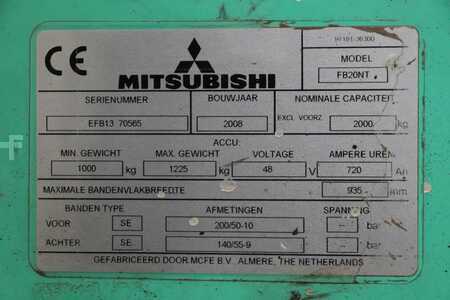 CE
MITSUBISHI
MODEL
FB20NT
SERIENUMMER BOUWJAAR NOMINALE CAPACITEIT
EFB13 70565 2008 EXCL. VOORZ. 2000 kg
ACCU:
MIN. GEWICHT MAX. GEWICHT VOLTAGE AMPERE UREN
1000 kg 1225 kg 48 V 720 Ah
MAXIMALE BANDENVLAKBREEDTE 935 mm
BANDEN TYPE AFMETINGEN SPANNING
VOOR SE 200/50-10 -- bar
ACHTER SE 140/55-9 -- bar
GEFABRICEERD DOOR MCFE B.V. ALMERE, THE NETHERLANDS